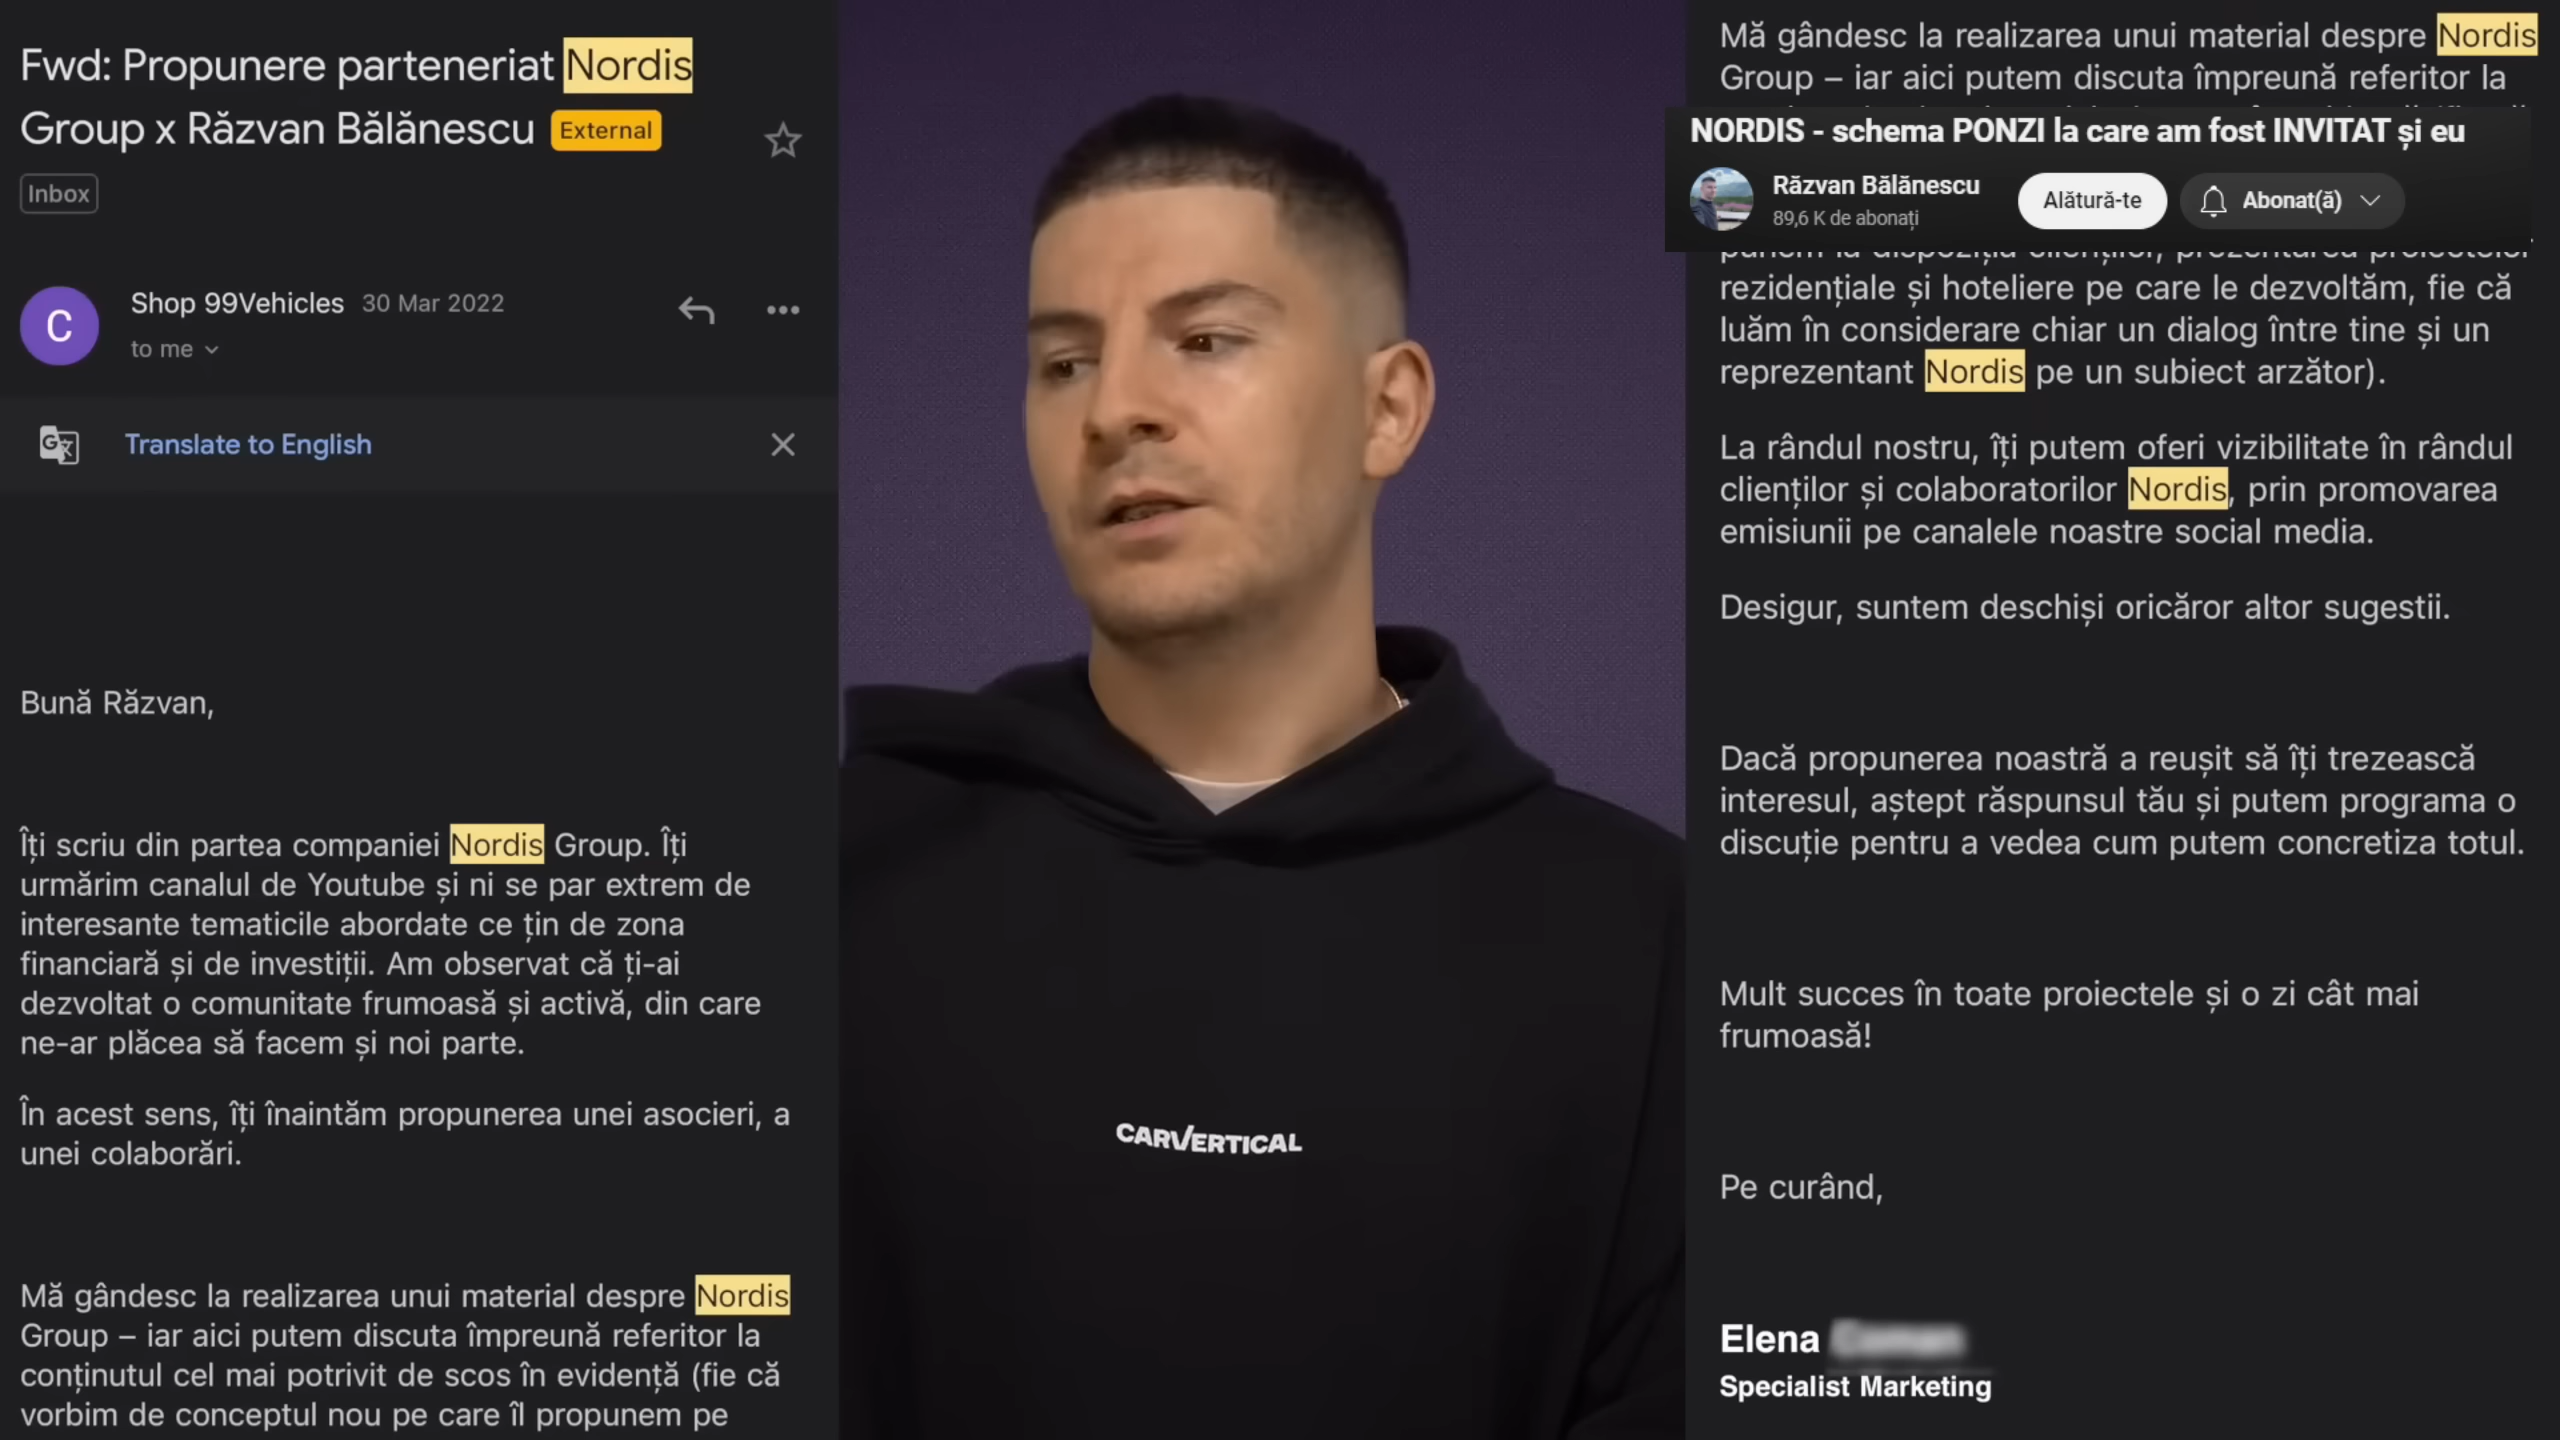 Fwd: Propunere parteneriat Nordis
Group x Răzvan Bălănescu External
Inbox
C
Shop 99Vehicles 30 Mar 2022
to me
Translate to English
Bună Răzvan,
Îți scriu din partea companiei Nordis Group. Îți
urmărim canalul de Youtube și ni se par extrem de
interesante tematicile abordate ce țin de zona
financiară și de investiții. Am observat că ți-ai
dezvoltat o comunitate frumoasă și activă, din care
ne-ar plăcea să facem și noi parte.
În acest sens, îți înaintăm propunerea unei asocieri, a
unei colaborări.
Mă gândesc la realizarea unui material despre Nordis
Group – iar aici putem discuta împreună referitor la
conținutul cel mai potrivit de scos în evidență (fie că
vorbim de conceptul nou pe care îl propunem pe
CARVERTICAL
Mă gândesc la realizarea unui material despre Nordis
Group – iar aici putem discuta împreună referitor la
NORDIS - schema PONZI la care am fost INVITAT și eu
Răzvan Bălănescu
89,6 K de abonați
Alătură-te
Abonat(ă)
punem la dispoziția clienților, prezentarea proiectelor
rezidențiale și hoteliere pe care le dezvoltăm, fie că
luăm în considerare chiar un dialog între tine și un
reprezentant Nordis pe un subiect arzător).
La rândul nostru, îți putem oferi vizibilitate în rândul
clienților și colaboratorilor Nordis, prin promovarea
emisiunii pe canalele noastre social media.
Desigur, suntem deschiși oricăror altor sugestii.
Dacă propunerea noastră a reușit să îți trezească
interesul, aștept răspunsul tău și putem programa o
discuție pentru a vedea cum putem concretiza totul.
Mult succes în toate proiectele și o zi cât mai
frumoasă!
Pe curând,
Elena
Specialist Marketing